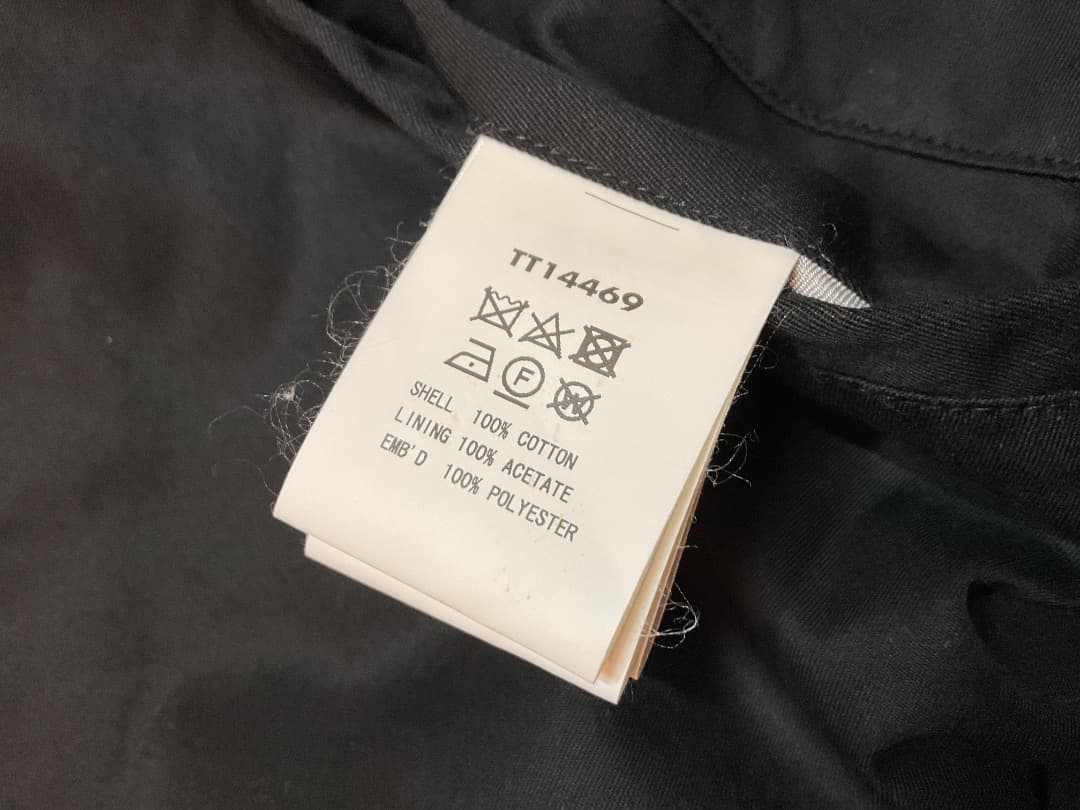 TT14469
F
W
SHELL 100% COTTON
LINING 100% ACETATE
EMB'D 100% POLYESTER